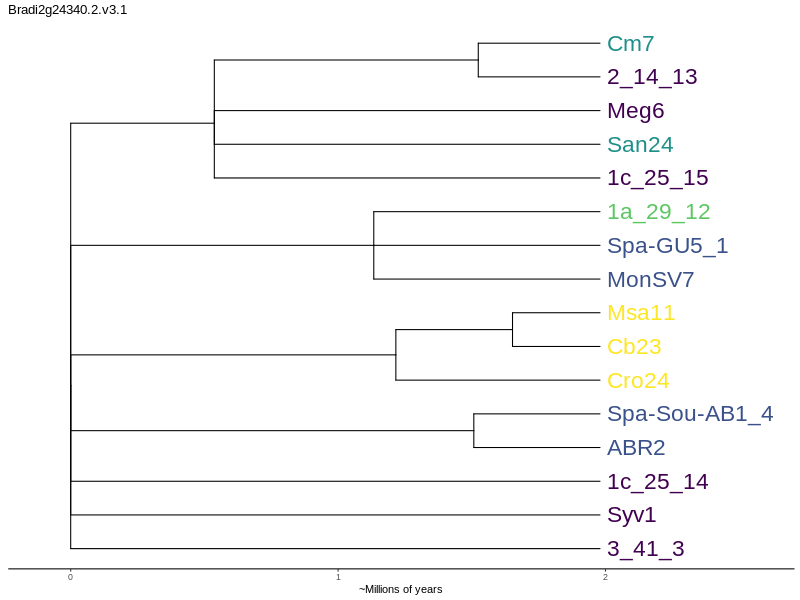 Bradi2g24340.2.v3.1
Cm7
2_14_13
Meg6
San24
1c_25_15
1a_29_12
Spa-GU5_1
MonSV7
Msa11
Cb23
Cro24
Spa-Sou-AB1_4
ABR2
1c_25_14
Syv1
3_41_3
0 1 2
~Millions of years